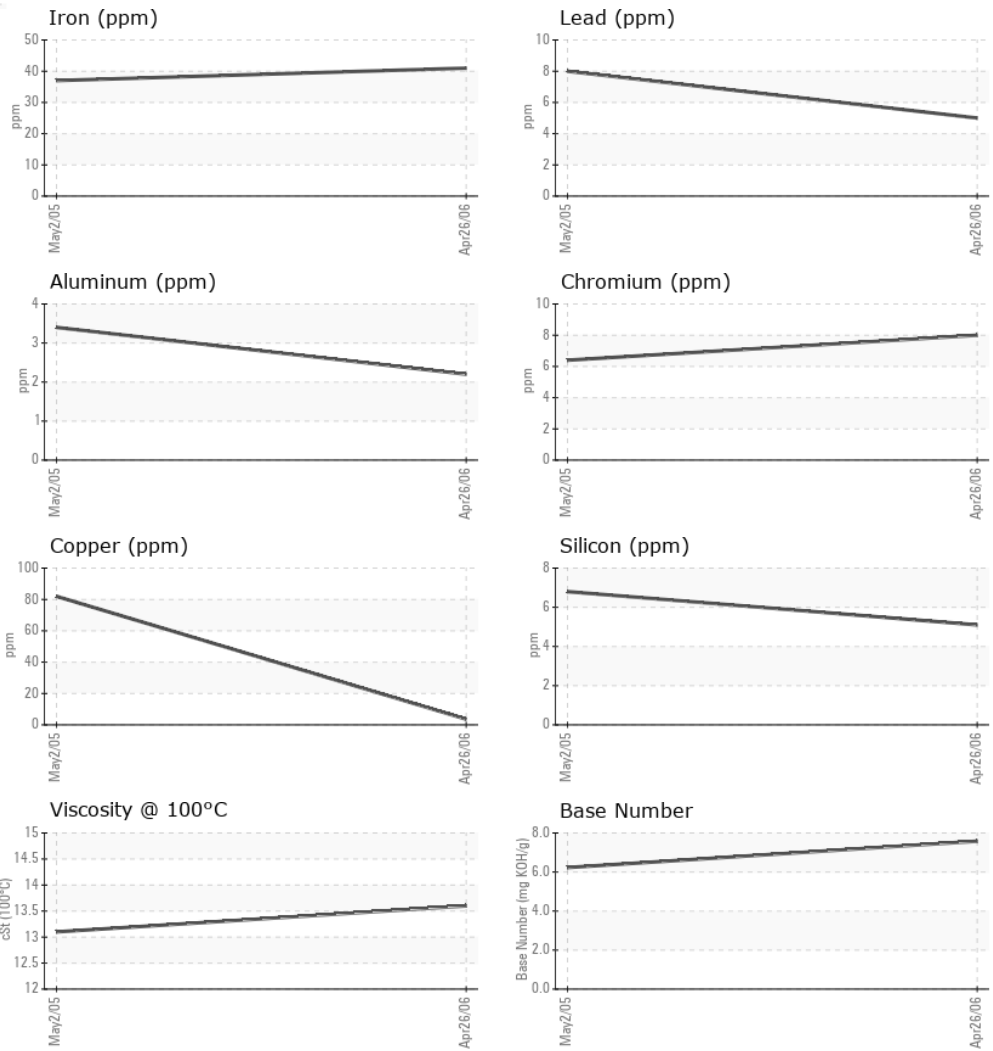 Iron (ppm)
50
40
30
20
10
0
ppm
May2/05
Apr26/06
Lead (ppm)
10
8
6
4
2
0
ppm
May2/05
Apr26/06
Aluminum (ppm)
4
3
2
1
0
ppm
May2/05
Apr26/06
Chromium (ppm)
10
8
6
4
2
0
ppm
May2/05
Apr26/06
Copper (ppm)
100
80
60
40
20
0
ppm
May2/05
Apr26/06
Silicon (ppm)
8
6
4
2
0
ppm
May2/05
Apr26/06
Viscosity @ 100°C
15
14.5
14
13.5
13
12.5
12
cSt (100°C)
May2/05
Apr26/06
Base Number
8.0
6.0
4.0
2.0
0.0
Base Number (mg KOH/g)
May2/05
Apr26/06